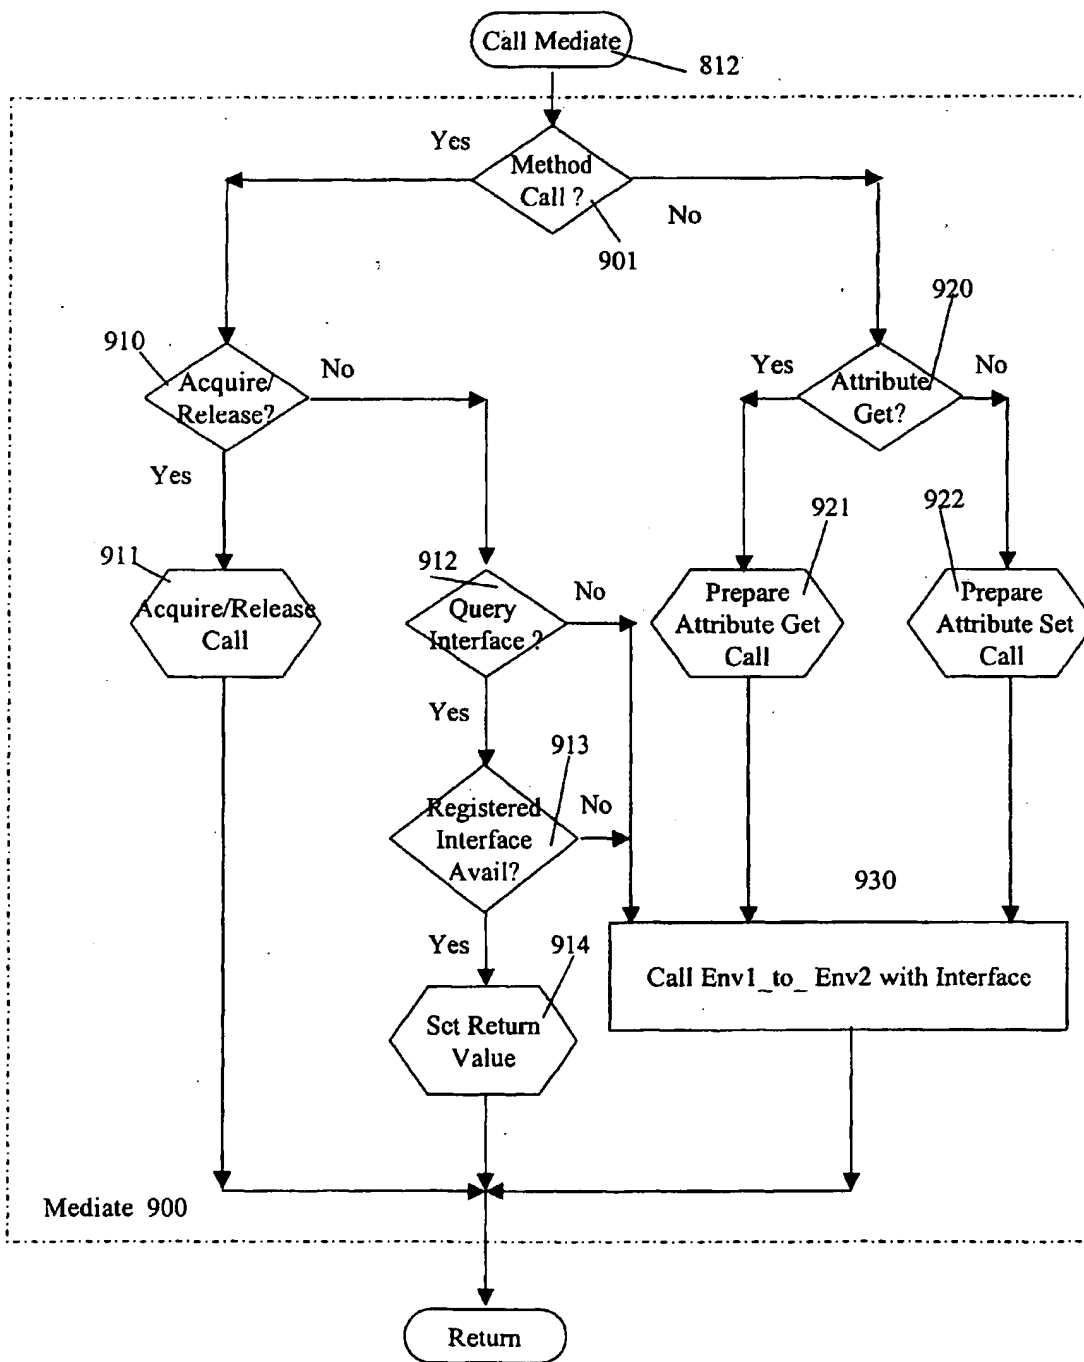 Call Mediate
812
Yes
Method
Call ?
No
901
920
910
Acquire/
Release?
No
Yes
Attribute
Get?
No
Yes
921
922
911
912
Acquire/Release
Call
Query
Interface ?
No
Prepare
Attribute Get
Call
Prepare
Attribute Set
Call
Yes
913
Registered
Interface
Avail?
No
930
Yes
914
Call Env1_to_ Env2 with Interface
Set Return
Value
Mediate 900
Return